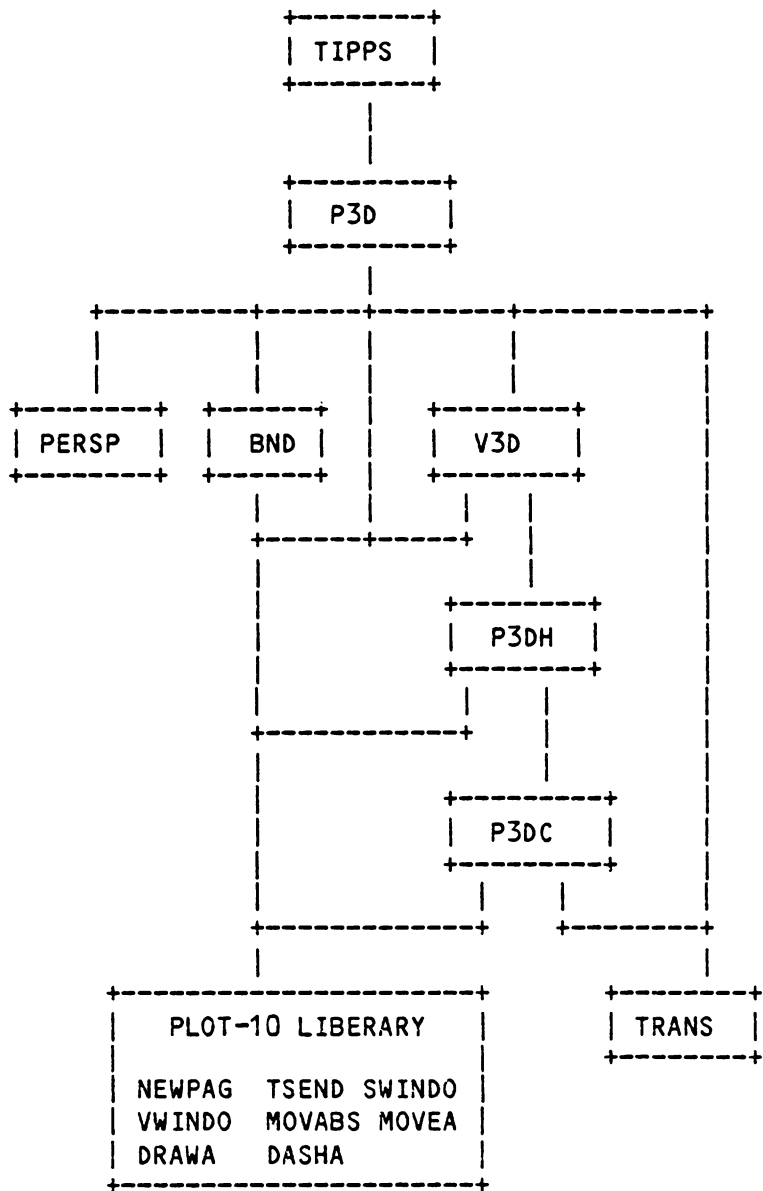 TIPPS
P3D
PERSP BND V3D
P3DH
P3DC
PLOT-10 LIBERARY TRANS
NEWPAG TSEND SWINDO
VWINDO MOVABS MOVEA
DRAWA DASHA